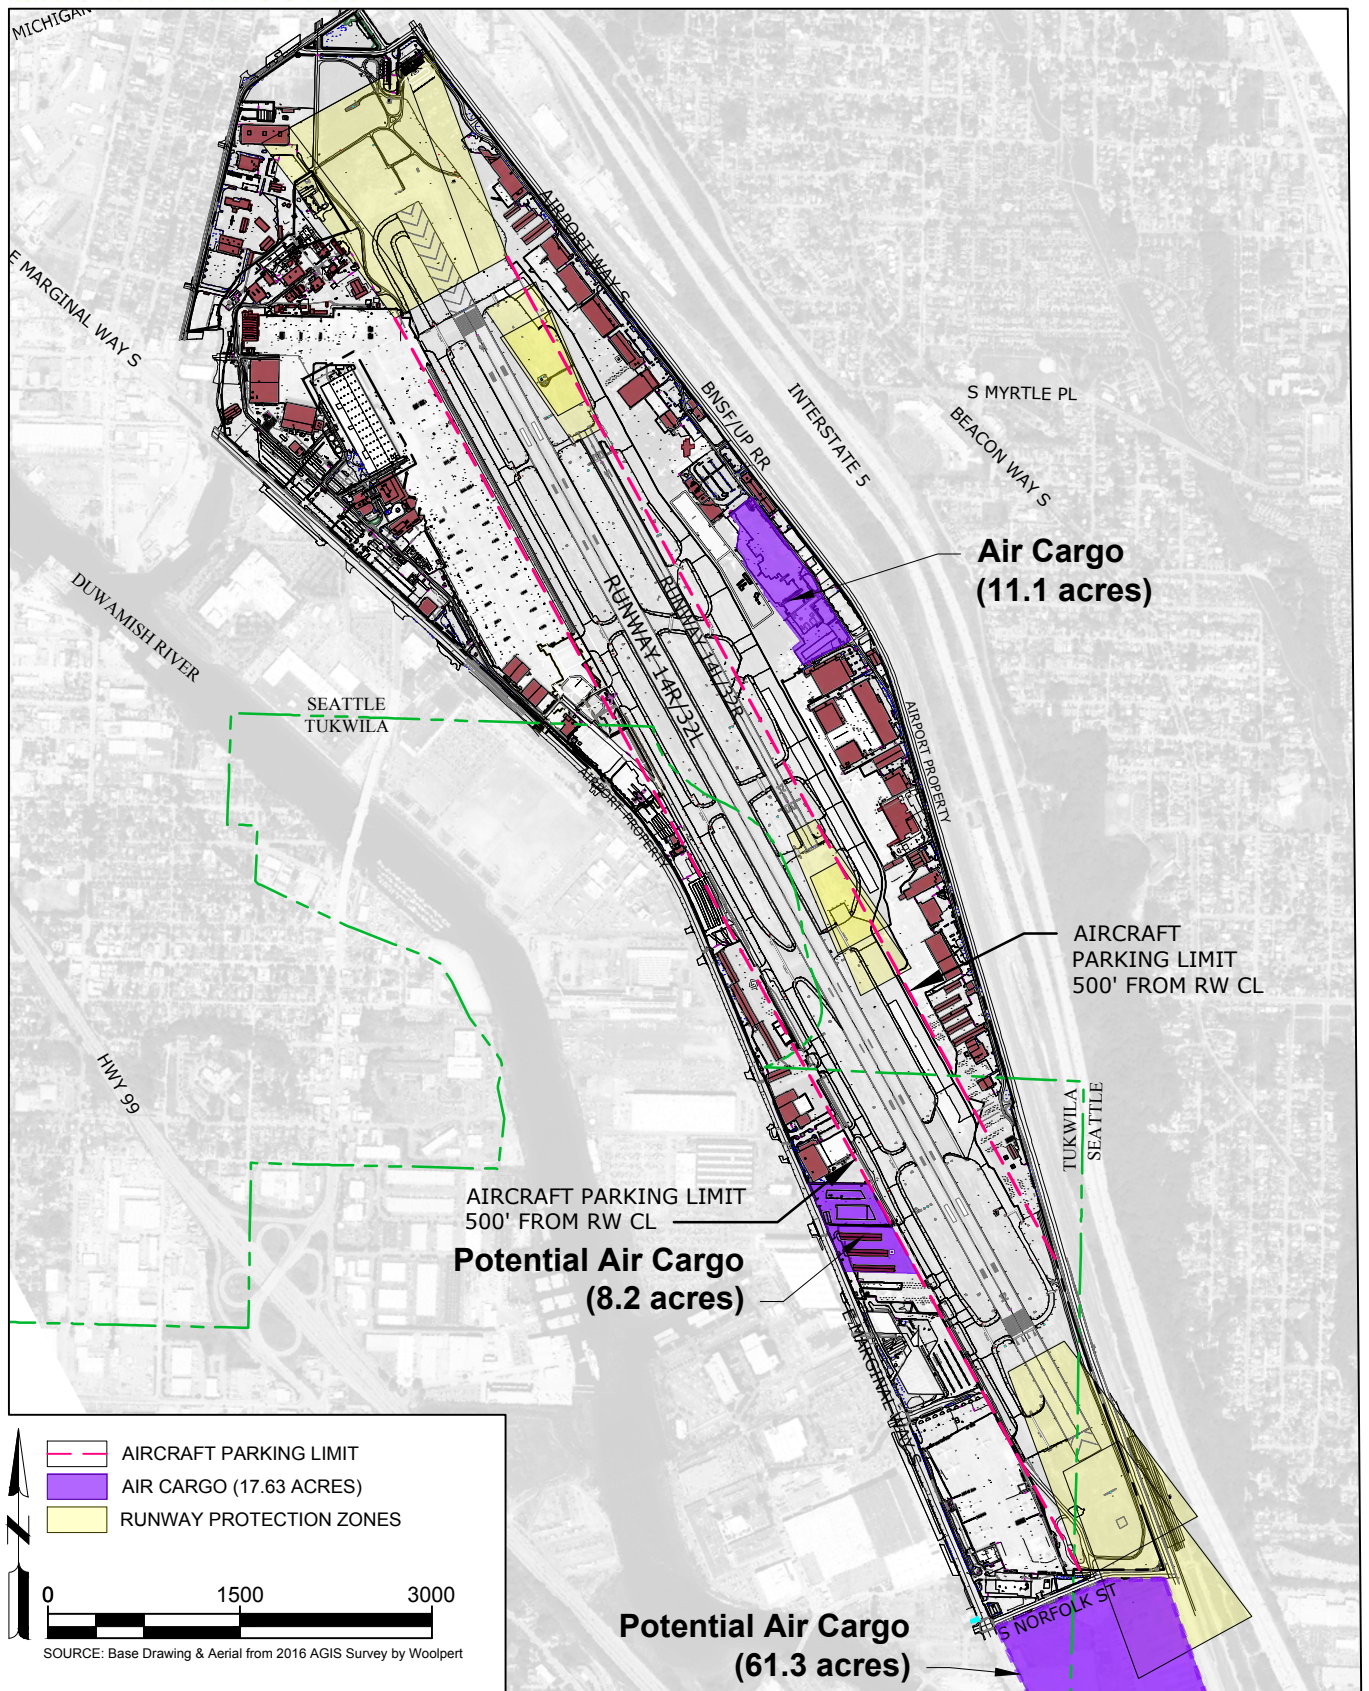 MICHIGAN
E MARGINAL WAY S
AIRPORT WAY S
BNSF/UP RR
INTERSTATE 5
S MYRTLE PL
BEACON WAY S
Air Cargo
(11.1 acres)
DUWAMISH RIVER
RUNWAY 14R/32L
RUNWAY 14L/32R
SEATTLE
TUKWILA
AIRPORT PROPERTY
AIRPORT PROPERTY
AIRCRAFT
PARKING LIMIT
500' FROM RW CL
HWY 99
TUKWILA
SEATTLE
AIRCRAFT PARKING LIMIT
500' FROM RW CL
Potential Air Cargo
(8.2 acres)
E MARGINAL WAY S
S NORFOLK ST
Potential Air Cargo
(61.3 acres)
AIRCRAFT PARKING LIMIT
AIR CARGO (17.63 ACRES)
RUNWAY PROTECTION ZONES
N
0 1500 3000
SOURCE: Base Drawing & Aerial from 2016 AGIS Survey by Woolpert